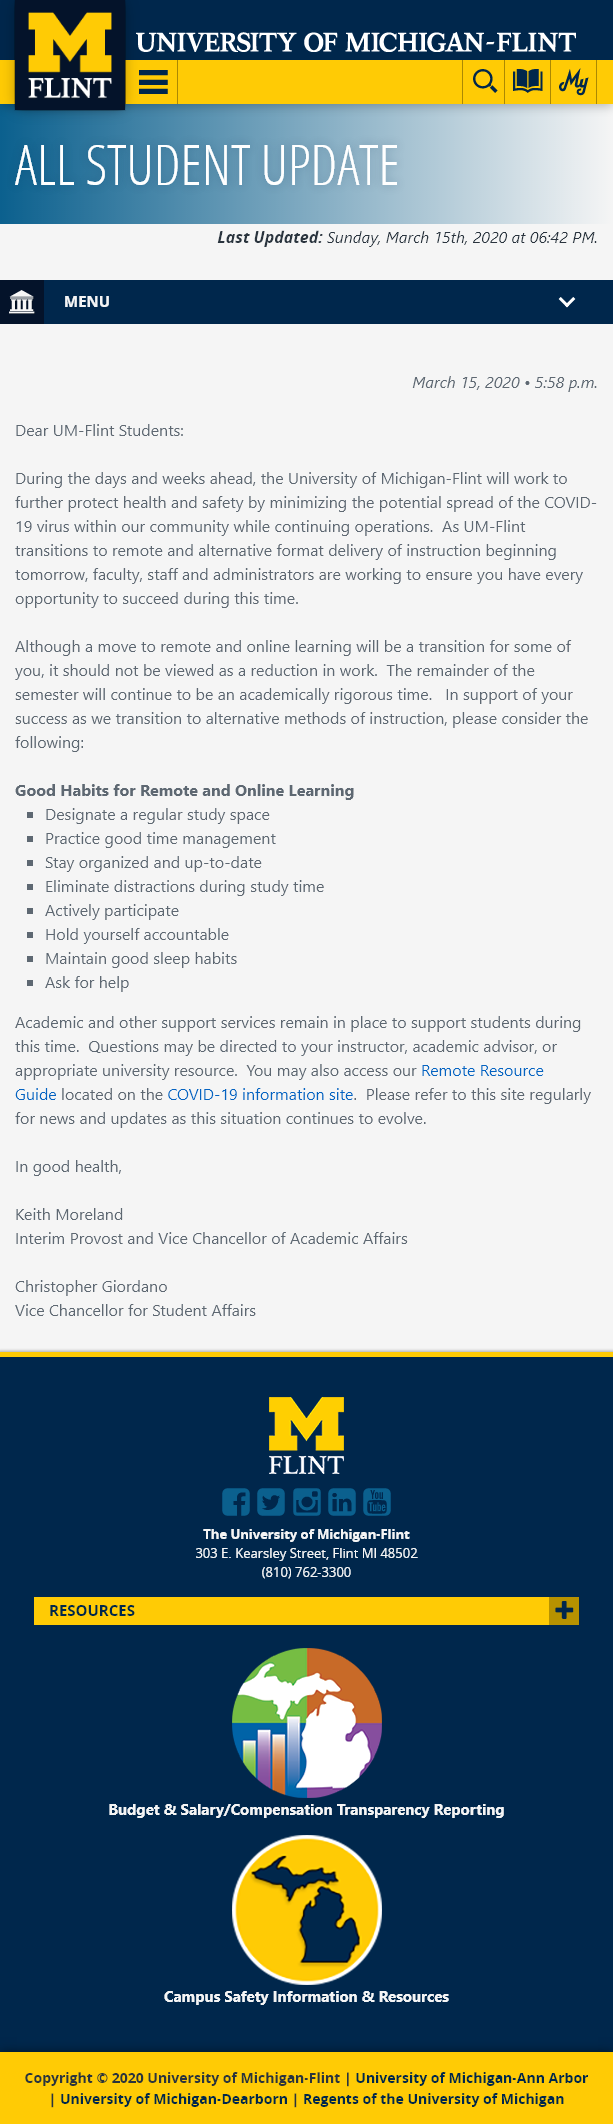 M
FLINT
UNIVERSITY OF MICHIGAN-FLINT
My
ALL STUDENT UPDATE
Last Updated: Sunday, March 15th, 2020 at 06:42 PM.
MENU
March 15, 2020 • 5:58 p.m.
Dear UM-Flint Students:
During the days and weeks ahead, the University of Michigan-Flint will work to
further protect health and safety by minimizing the potential spread of the COVID-
19 virus within our community while continuing operations.  As UM-Flint
transitions to remote and alternative format delivery of instruction beginning
tomorrow, faculty, staff and administrators are working to ensure you have every
opportunity to succeed during this time.
Although a move to remote and online learning will be a transition for some of
you, it should not be viewed as a reduction in work.  The remainder of the
semester will continue to be an academically rigorous time.   In support of your
success as we transition to alternative methods of instruction, please consider the
following:
Good Habits for Remote and Online Learning
▪ Designate a regular study space
▪ Practice good time management
▪ Stay organized and up-to-date
▪ Eliminate distractions during study time
▪ Actively participate
▪ Hold yourself accountable
▪ Maintain good sleep habits
▪ Ask for help
Academic and other support services remain in place to support students during
this time.  Questions may be directed to your instructor, academic advisor, or
appropriate university resource.  You may also access our Remote Resource
Guide located on the COVID-19 information site.  Please refer to this site regularly
for news and updates as this situation continues to evolve.
In good health,
Keith Moreland
Interim Provost and Vice Chancellor of Academic Affairs
Christopher Giordano
Vice Chancellor for Student Affairs
M
FLINT
You Tube
The University of Michigan-Flint
303 E. Kearsley Street, Flint MI 48502
(810) 762-3300
RESOURCES
Budget & Salary/Compensation Transparency Reporting
Campus Safety Information & Resources
Copyright © 2020 University of Michigan-Flint | University of Michigan-Ann Arbor
| University of Michigan-Dearborn | Regents of the University of Michigan